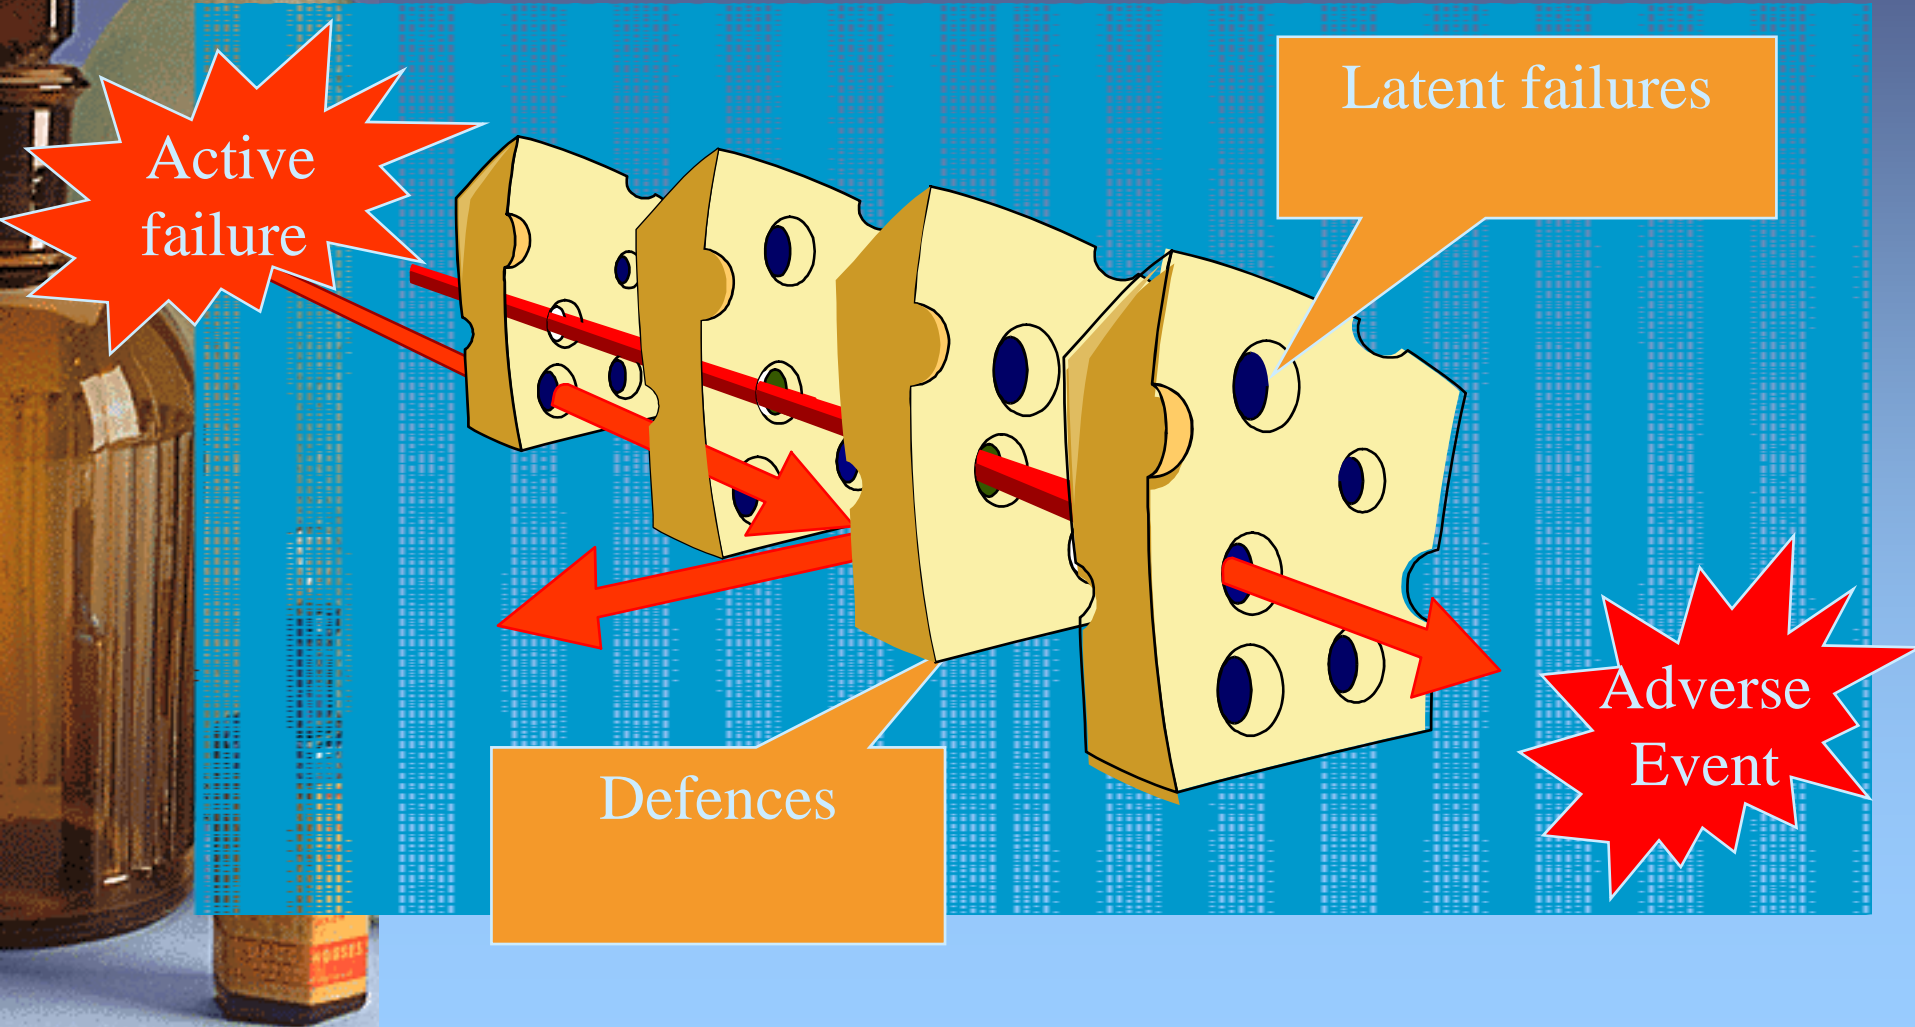 Active
failure
Latent failures
Defences
Adverse
Event